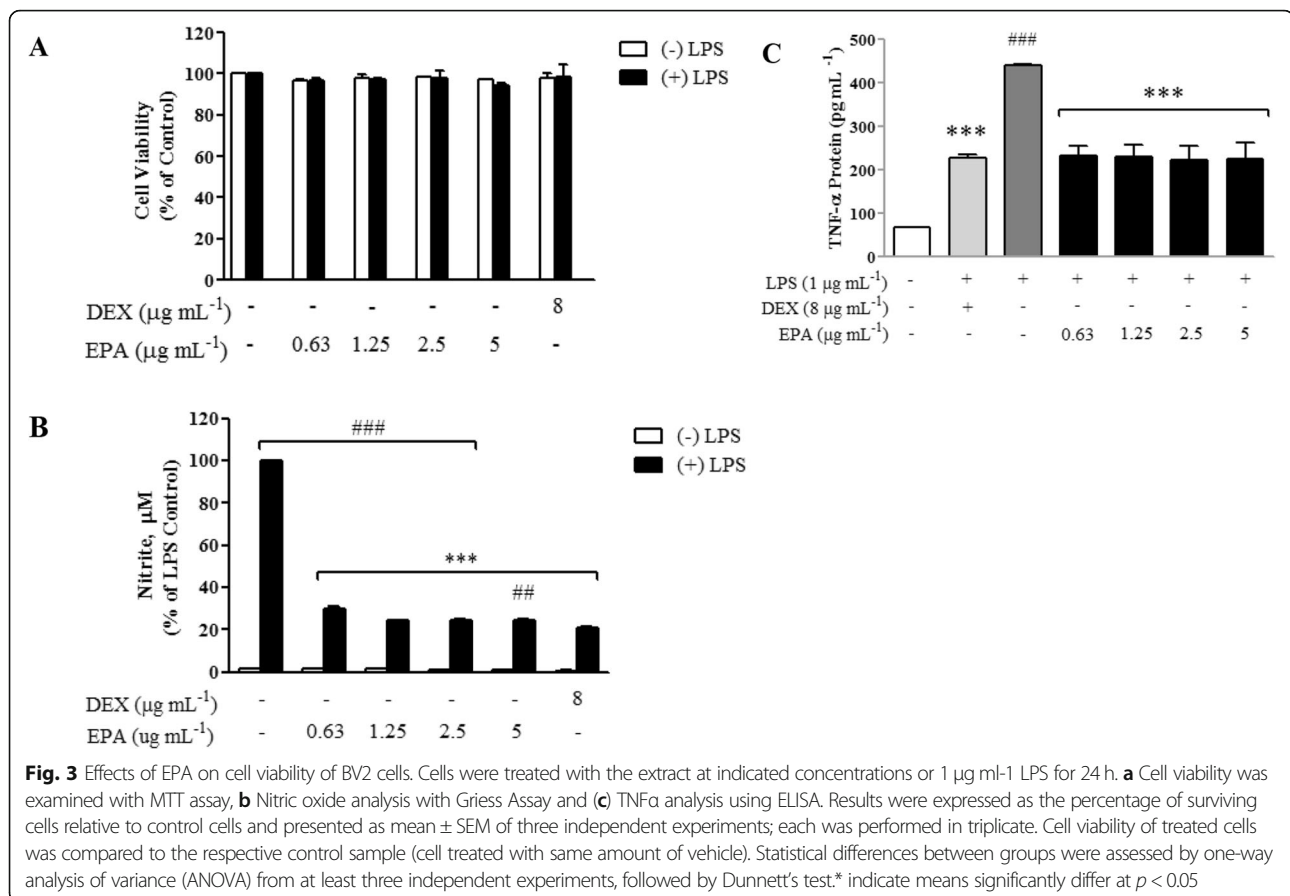 A
120
100
80
60
40
20
0
Cell Viability
(% of Control)
(-) LPS
(+) LPS
DEX (μg mL⁻¹) - - - - - 8
EPA (μg mL⁻¹) - 0.63 1.25 2.5 5 -
C
500
400
300
200
100
0
TNF-α Protein (pg mL⁻¹)
###
***
***
LPS (1 μg mL⁻¹) - + + + + + +
DEX (8 μg mL⁻¹) - + - - - - -
EPA (μg mL⁻¹) - - - 0.63 1.25 2.5 5
B
120
100
80
60
40
20
0
Nitrite, μM
(% of LPS Control)
###
***
##
(-) LPS
(+) LPS
DEX (μg mL⁻¹) - - - - - 8
EPA (ug mL⁻¹) - 0.63 1.25 2.5 5 -
Fig. 3 Effects of EPA on cell viability of BV2 cells. Cells were treated with the extract at indicated concentrations or 1 μg ml-1 LPS for 24 h. a Cell viability was
examined with MTT assay, b Nitric oxide analysis with Griess Assay and (c) TNFα analysis using ELISA. Results were expressed as the percentage of surviving
cells relative to control cells and presented as mean ± SEM of three independent experiments; each was performed in triplicate. Cell viability of treated cells
was compared to the respective control sample (cell treated with same amount of vehicle). Statistical differences between groups were assessed by one-way
analysis of variance (ANOVA) from at least three independent experiments, followed by Dunnett's test.* indicate means significantly differ at p < 0.05